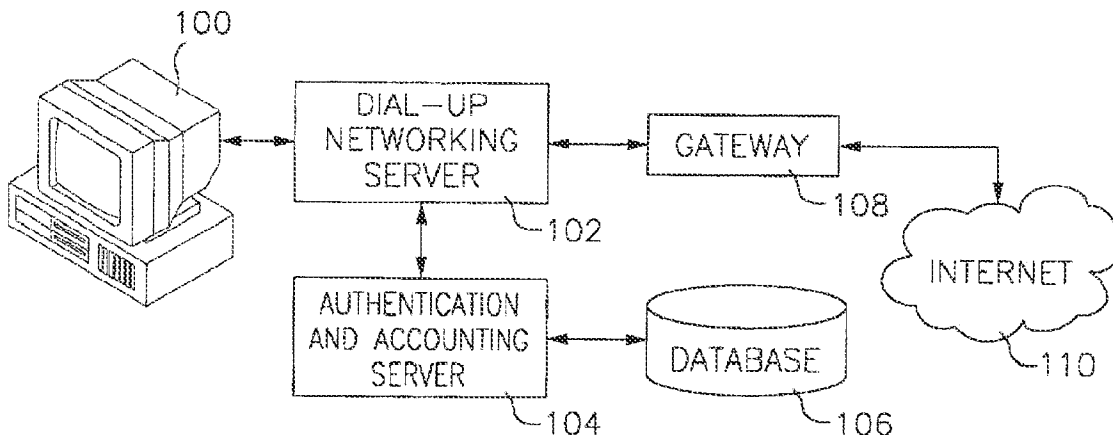 100
DIAL-UP
NETWORKING
SERVER
102
GATEWAY
108
INTERNET
110
AUTHENTICATION
AND ACCOUNTING
SERVER
104
DATABASE
106